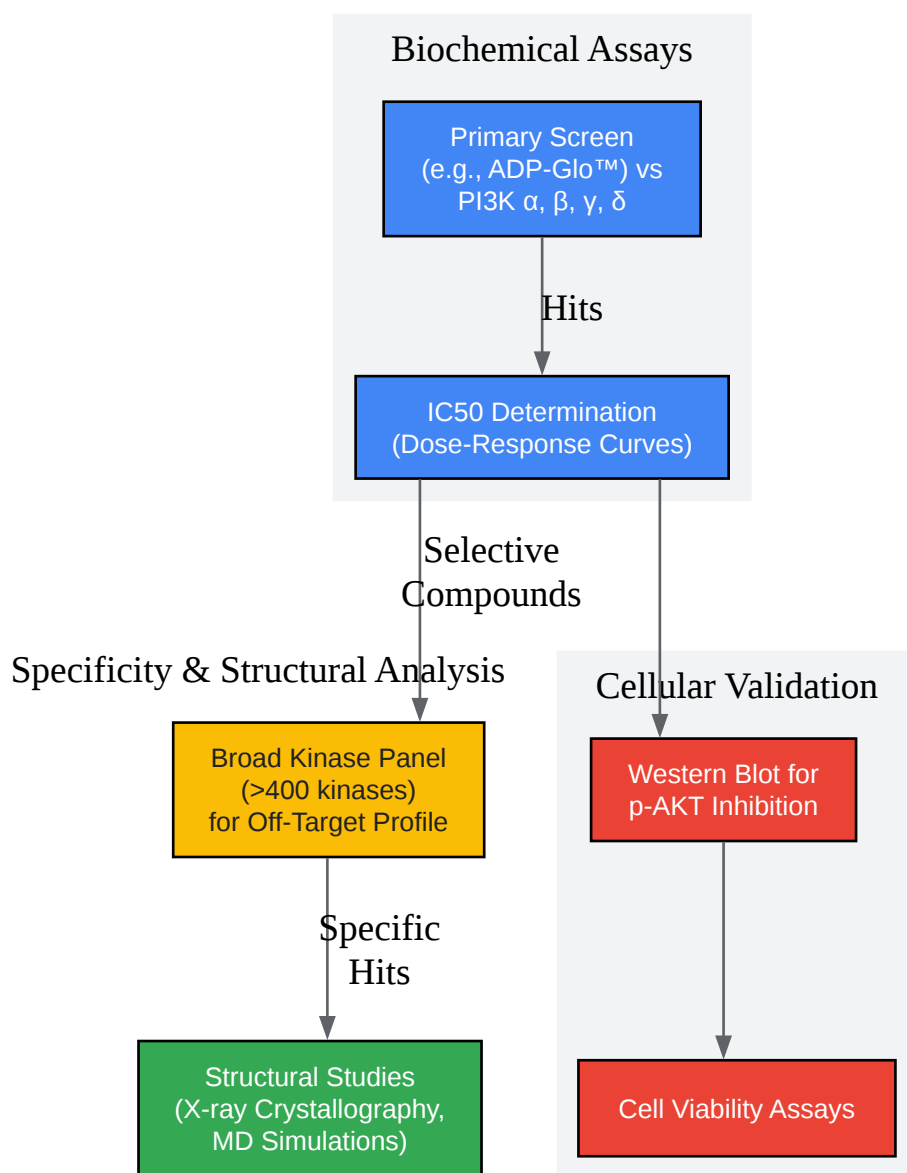 Biochemical Assays
Primary Screen
(e.g., ADP-Glo™) vs
PI3K α, β, γ, δ
Hits
IC50 Determination
(Dose-Response Curves)
Selective
Compounds
Specificity & Structural Analysis
Cellular Validation
Broad Kinase Panel
(>400 kinases)
for Off-Target Profile
Western Blot for
p-AKT Inhibition
Specific
Hits
Structural Studies
(X-ray Crystallography,
MD Simulations)
Cell Viability Assays